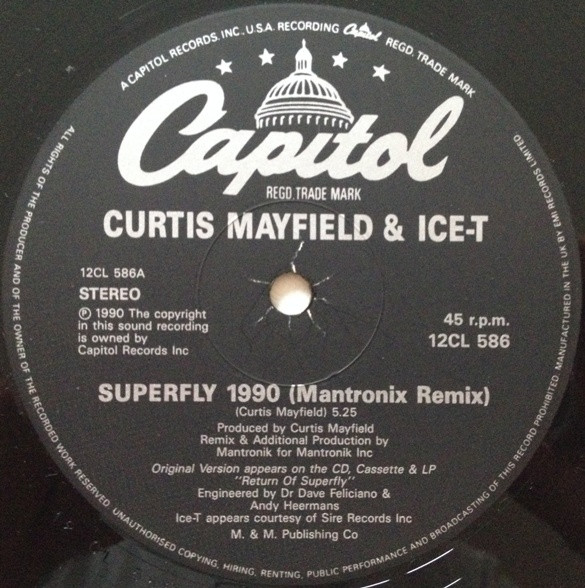 A CAPITOL RECORDS, INC., U.S.A. RECORDING Capitol REGD. TRADE MARK
Capitol
REGD. TRADE MARK
CURTIS MAYFIELD & ICE-T
12CL 586A
STEREO
℗ 1990 The copyright
in this sound recording
is owned by
Capitol Records Inc
45 r.p.m.
12CL 586
SUPERFLY 1990 (Mantronix Remix)
(Curtis Mayfield) 5.25
Produced by Curtis Mayfield
Remix & Additional Production by
Mantronik for Mantronik Inc
Original Version appears on the CD, Cassette & LP
"Return Of Superfly"
Engineered by Dr Dave Feliciano &
Andy Heermans
Ice-T appears courtesy of Sire Records Inc
M. & M. Publishing Co
ALL RIGHTS OF THE PRODUCER AND OF THE OWNER OF THE RECORDED WORK RESERVED. UNAUTHORISED COPYING, HIRING, RENTING, PUBLIC PERFORMANCE AND BROADCASTING OF THIS RECORD PROHIBITED. MANUFACTURED IN THE UK BY EMI RECORDS LIMITED